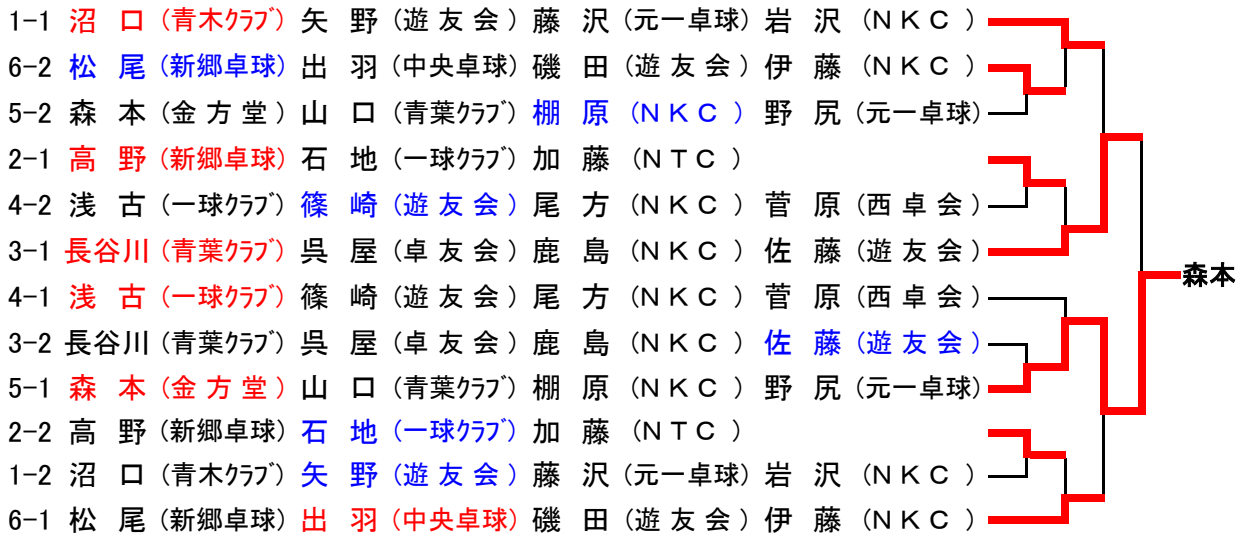 1-1 沼 口 (青木ｸﾗﾌﾞ) 矢 野 (遊 友 会) 藤 沢 (元一卓球) 岩 沢 (ＮＫＣ)
6-2 松 尾 (新郷卓球) 出 羽 (中央卓球) 磯 田 (遊 友 会) 伊 藤 (ＮＫＣ)
5-2 森 本 (金 方 堂) 山 口 (青葉ｸﾗﾌﾞ) 棚 原 (ＮＫＣ) 野 尻 (元一卓球)
2-1 高 野 (新郷卓球) 石 地 (一球ｸﾗﾌﾞ) 加 藤 (ＮＴＣ)
4-2 浅 古 (一球ｸﾗﾌﾞ) 篠 崎 (遊 友 会) 尾 方 (ＮＫＣ) 菅 原 (西 卓 会)
3-1 長谷川 (青葉ｸﾗﾌﾞ) 呉 屋 (卓 友 会) 鹿 島 (ＮＫＣ) 佐 藤 (遊 友 会)
森本
4-1 浅 古 (一球ｸﾗﾌﾞ) 篠 崎 (遊 友 会) 尾 方 (ＮＫＣ) 菅 原 (西 卓 会)
3-2 長谷川 (青葉ｸﾗﾌﾞ) 呉 屋 (卓 友 会) 鹿 島 (ＮＫＣ) 佐 藤 (遊 友 会)
5-1 森 本 (金 方 堂) 山 口 (青葉ｸﾗﾌﾞ) 棚 原 (ＮＫＣ) 野 尻 (元一卓球)
2-2 高 野 (新郷卓球) 石 地 (一球ｸﾗﾌﾞ) 加 藤 (ＮＴＣ)
1-2 沼 口 (青木ｸﾗﾌﾞ) 矢 野 (遊 友 会) 藤 沢 (元一卓球) 岩 沢 (ＮＫＣ)
6-1 松 尾 (新郷卓球) 出 羽 (中央卓球) 磯 田 (遊 友 会) 伊 藤 (ＮＫＣ)